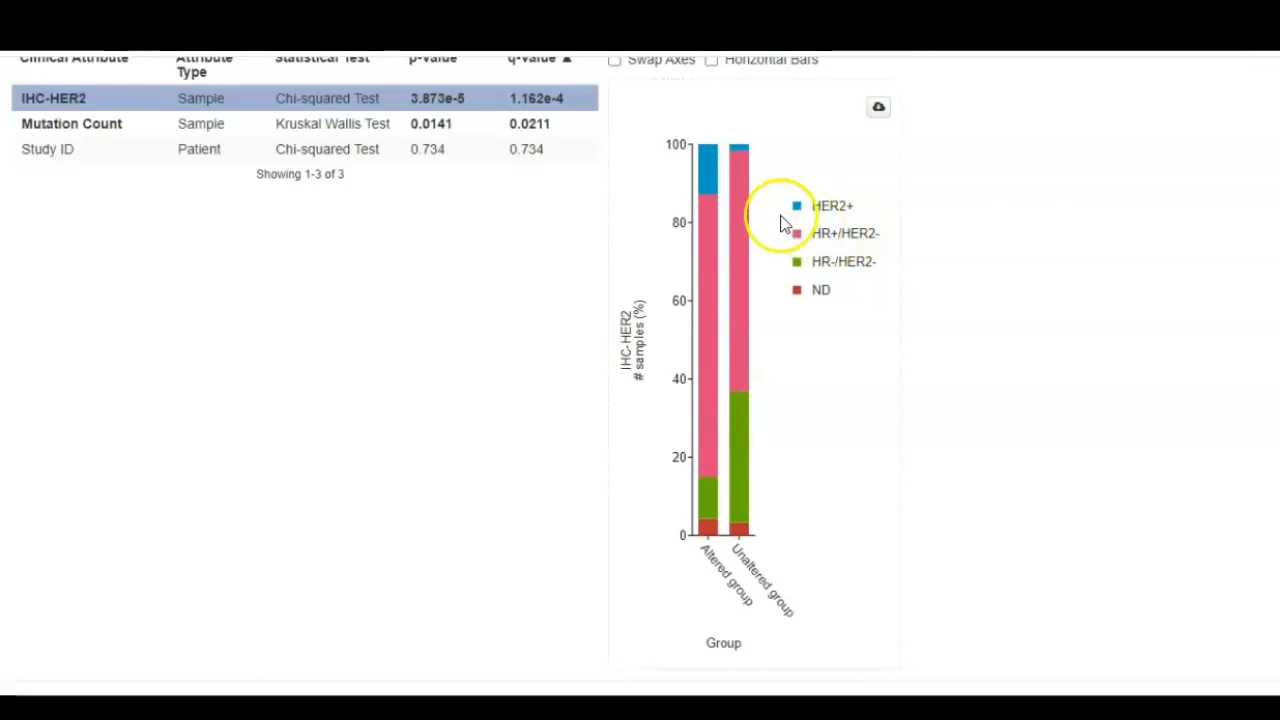 Clinical Attribute Attribute Type Statistical Test p-Value q-Value
Swap Axes Horizontal Bars
IHC-HER2 Sample Chi-squared Test 3.873e-5 1.162e-4
Mutation Count Sample Kruskal Wallis Test 0.0141 0.0211
Study ID Patient Chi-squared Test 0.734 0.734
Showing 1-3 of 3
100
80
60
40
20
0
IHC-HER2
# samples (%)
HER2+
HR+/HER2-
HR-/HER2-
ND
Altered group
Unaltered group
Group